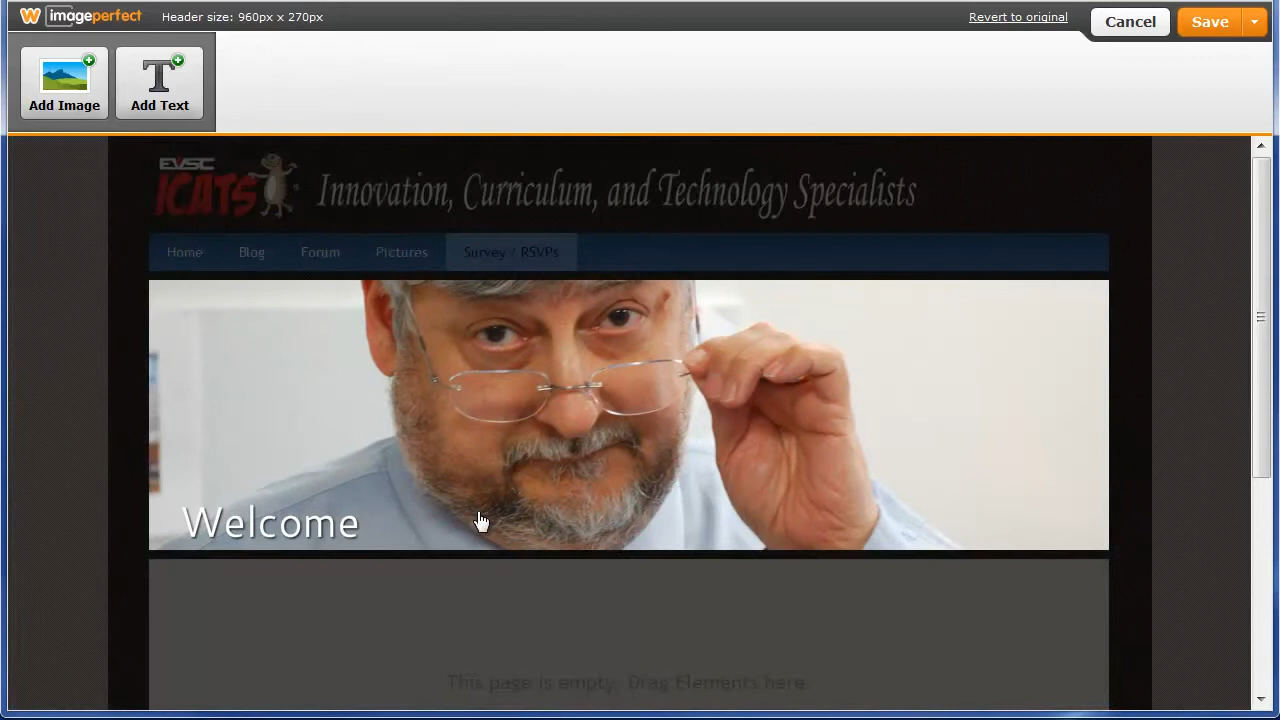 W imageperfect Header size: 960px x 270px Revert to original Cancel Save
Add Image Add Text
EVSC
ICATS Innovation, Curriculum, and Technology Specialists
Home Blog Forum Pictures Survey / RSVPs
Welcome
This page is empty. Drag Elements here.